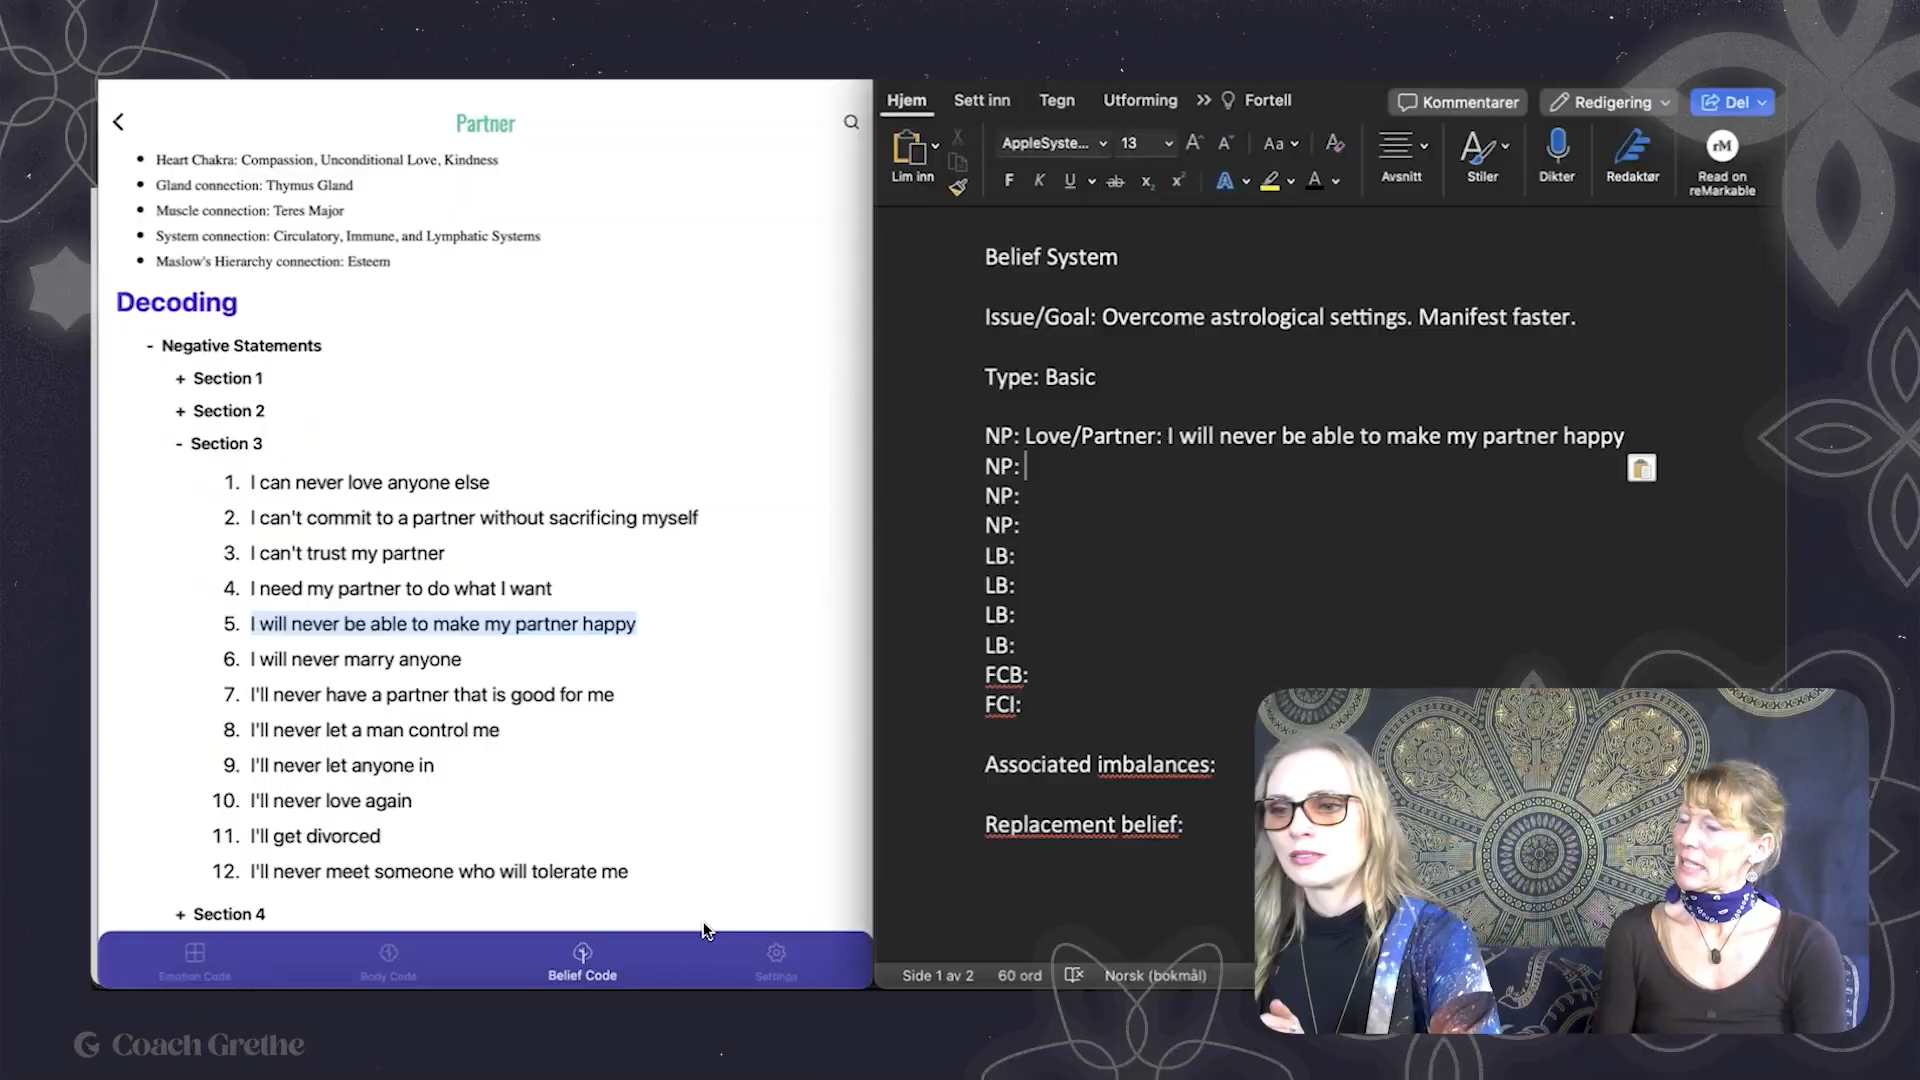 Partner
Heart Chakra: Compassion, Unconditional Love, Kindness
Gland connection: Thymus Gland
Muscle connection: Teres Major
System connection: Circulatory, Immune, and Lymphatic Systems
Maslow's Hierarchy connection: Esteem
Decoding
- Negative Statements
+ Section 1
+ Section 2
- Section 3
1. I can never love anyone else
2. I can't commit to a partner without sacrificing myself
3. I can't trust my partner
4. I need my partner to do what I want
5. I will never be able to make my partner happy
6. I will never marry anyone
7. I'll never have a partner that is good for me
8. I'll never let a man control me
9. I'll never let anyone in
10. I'll never love again
11. I'll get divorced
12. I'll never meet someone who will tolerate me
+ Section 4
Emotion Code Body Code Belief Code Settings
Hjem Sett inn Tegn Utforming Fortell Kommentarer Redigering Del
AppleSyste... 13 Aa
Lim inn F K U ab x₂ x² A A Avsnitt Stiler Dikter Redaktør Read on reMarkable
rM
Belief System
Issue/Goal: Overcome astrological settings. Manifest faster.
Type: Basic
NP: Love/Partner: I will never be able to make my partner happy
NP:
NP:
NP:
LB:
LB:
LB:
LB:
FCB:
FCI:
Associated imbalances:
Replacement belief:
Side 1 av 2 60 ord Norsk (bokmål)
Coach Grethe